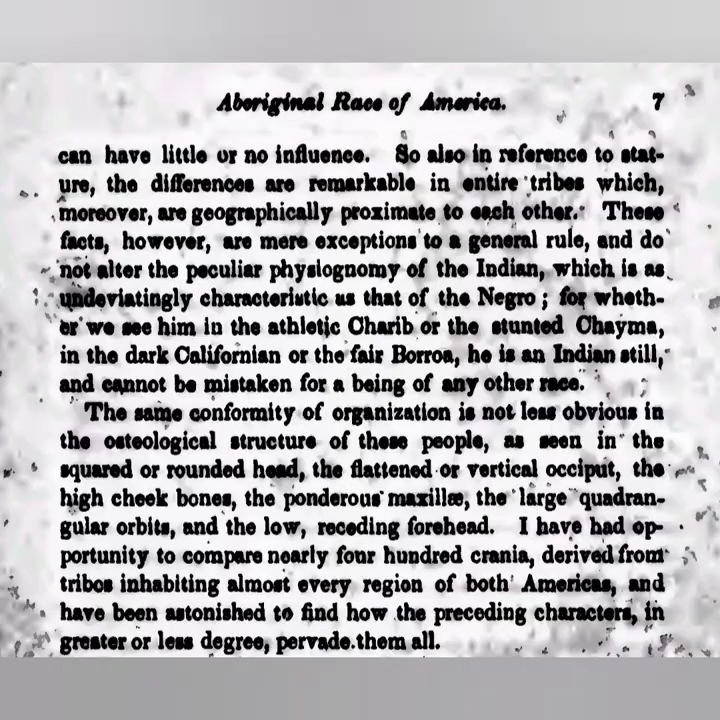 Aboriginal Race of America. 7
can have little or no influence. So also in reference to stat-
ure, the differences are remarkable in entire tribes which,
moreover, are geographically proximate to each other. These
facts, however, are mere exceptions to a general rule, and do
not alter the peculiar physiognomy of the Indian, which is as
undeviatingly characteristic as that of the Negro; for wheth-
er we see him in the athletic Charib or the stunted Chayma,
in the dark Californian or the fair Borroa, he is an Indian still,
and cannot be mistaken for a being of any other race.
The same conformity of organization is not less obvious in
the osteological structure of these people, as seen in the
squared or rounded head, the flattened or vertical occiput, the
high cheek bones, the ponderous maxillæ, the large quadran-
gular orbits, and the low, receding forehead. I have had op-
portunity to compare nearly four hundred crania, derived from
tribes inhabiting almost every region of both Americas, and
have been astonished to find how the preceding characters, in
greater or less degree, pervade them all.